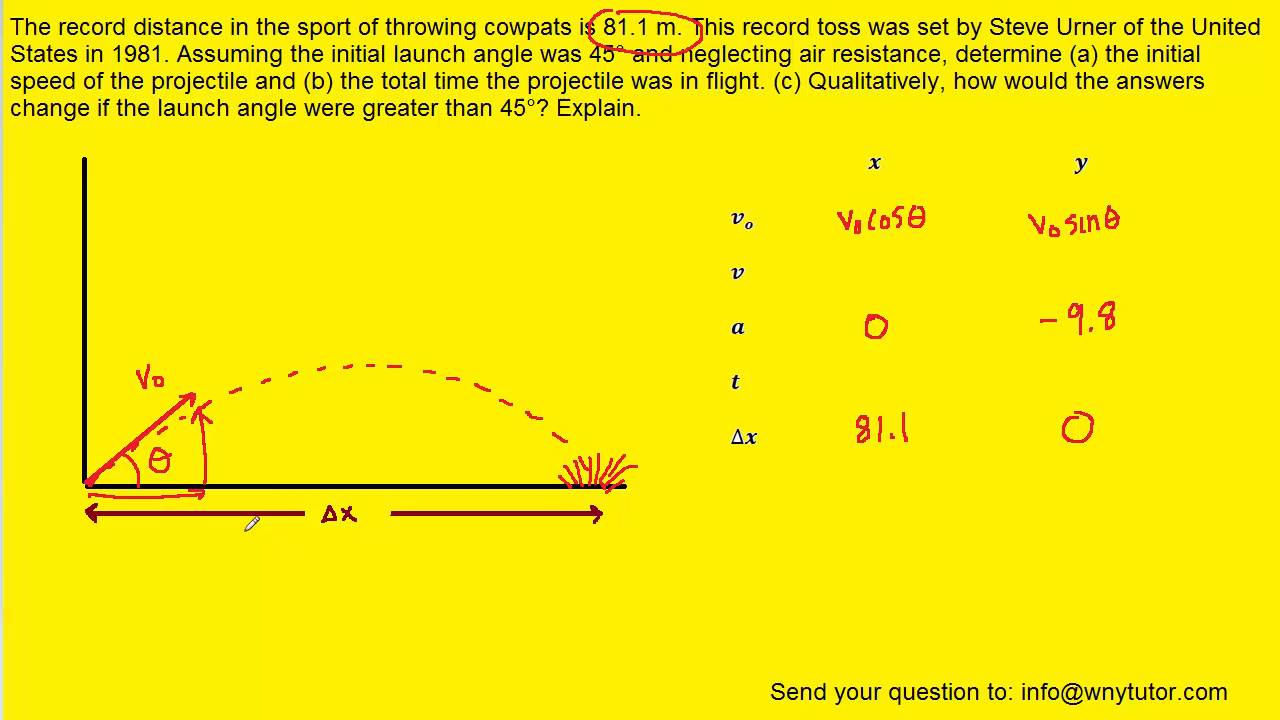 The record distance in the sport of throwing cowpats is 81.1 m. This record toss was set by Steve Urner of the United
States in 1981. Assuming the initial launch angle was 45° and neglecting air resistance, determine (a) the initial
speed of the projectile and (b) the total time the projectile was in flight. (c) Qualitatively, how would the answers
change if the launch angle were greater than 45°? Explain.
x y
v₀ v₀cosθ v₀sinθ
v
a 0 -9.8
t
Δx 81.1 0
v₀
θ
Δx
Send your question to: info@wnytutor.com